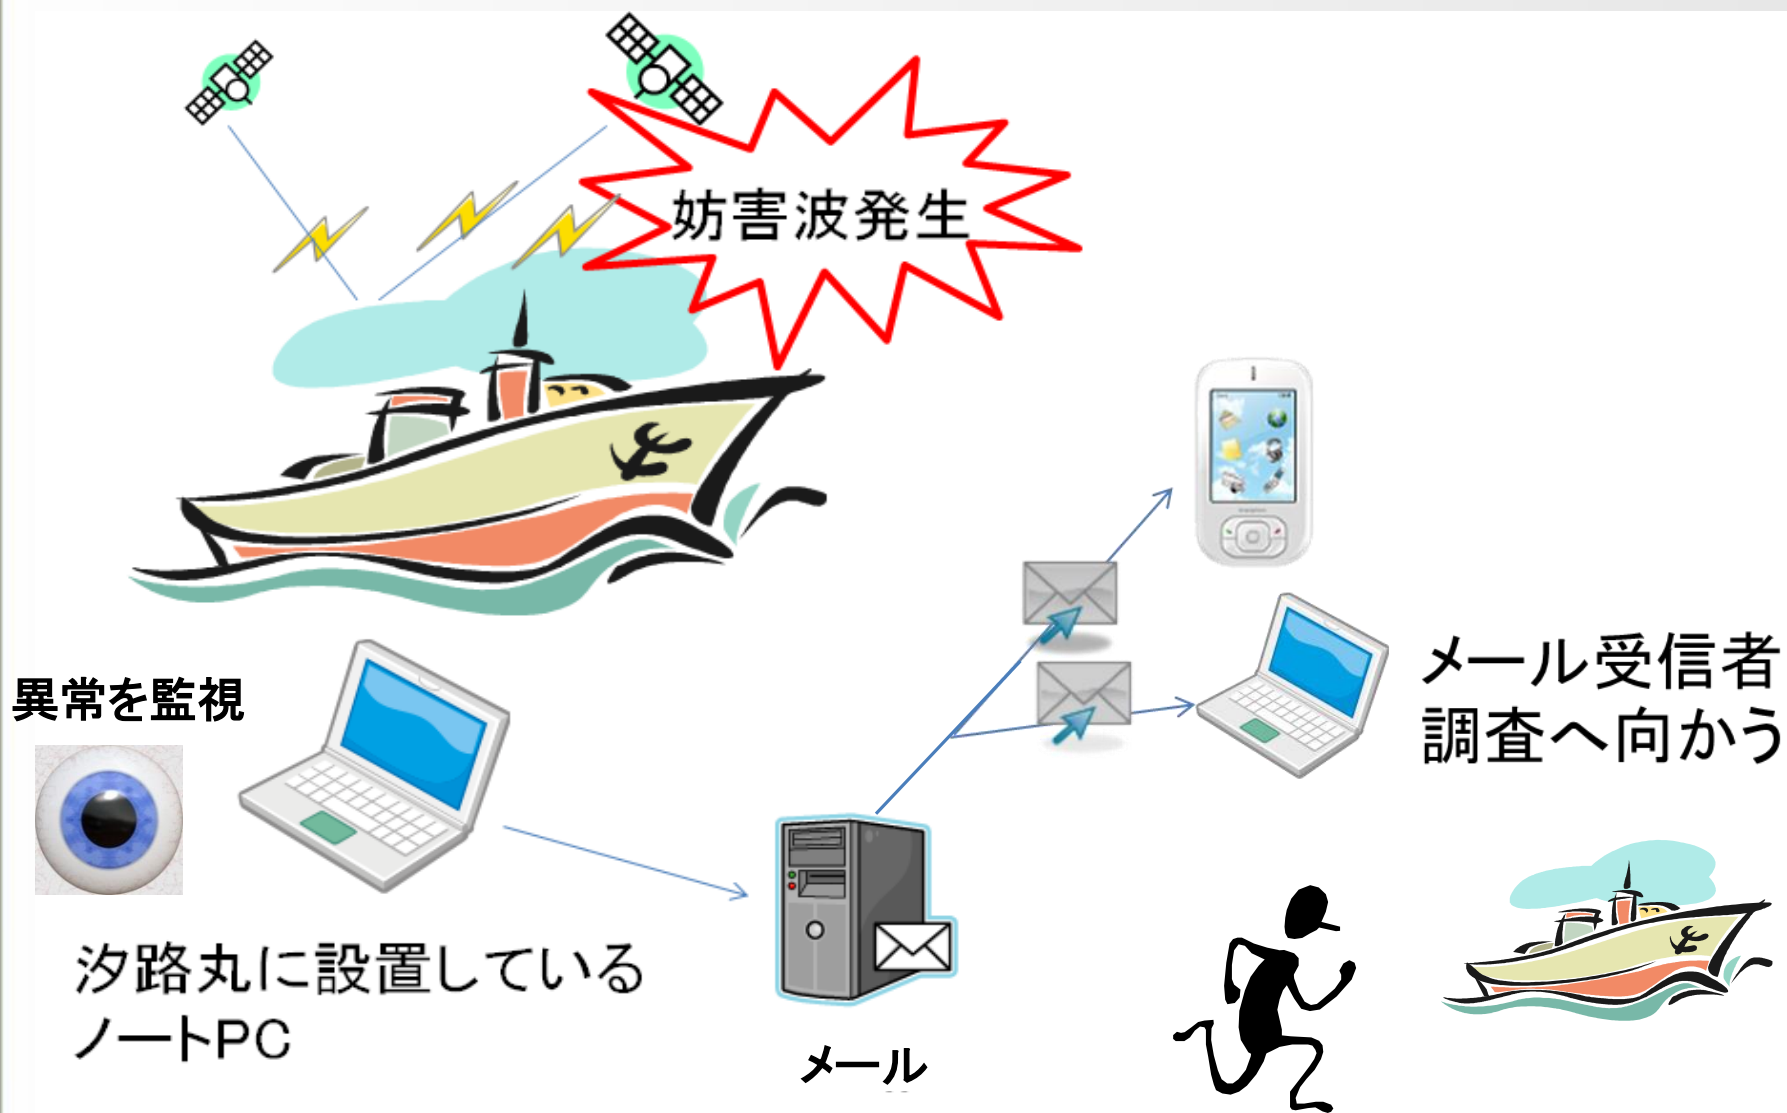 妨害波発生
異常を監視
汐路丸に設置している
ノートPC
メール
メール受信者
調査へ向かう